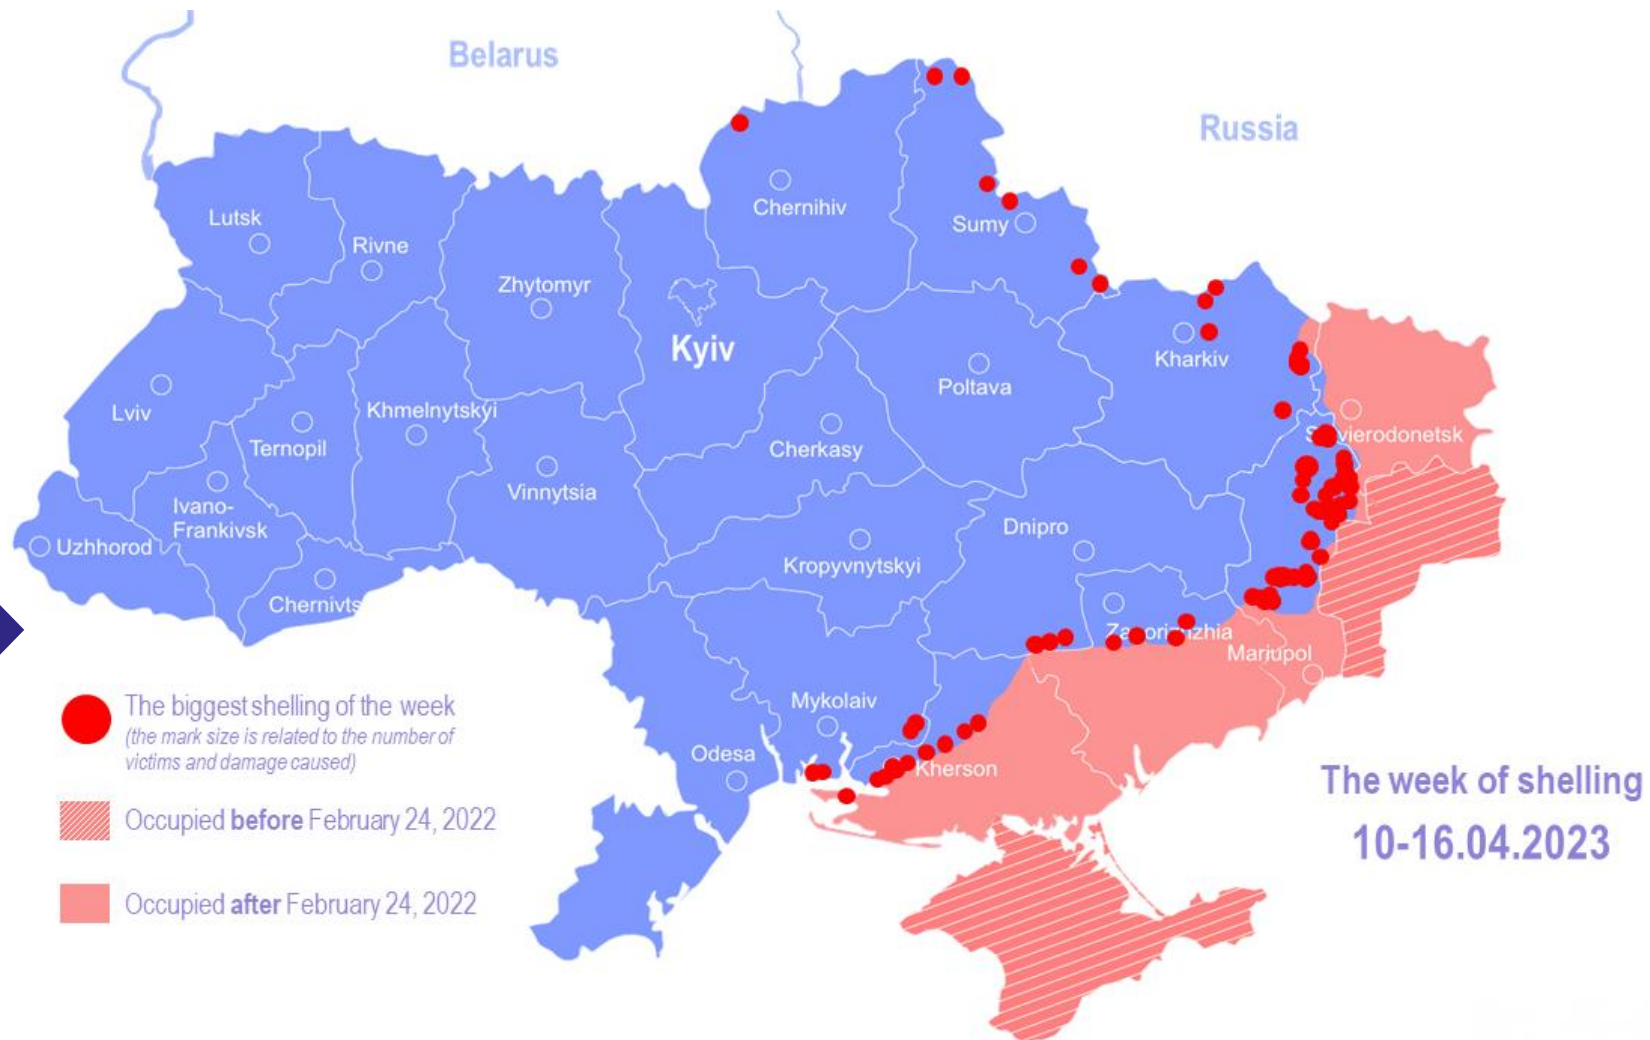 Belarus
Russia
Chernihiv
Lutsk
Sumy
Rivne
Zhytomyr
Kyiv
Kharkiv
Poltava
Lviv
Khmelnytskyi
Ternopil
Cherkasy
Vinnytsia
Ivano-
Frankivsk
Dnipro
Uzhhorod
Kropyvnytskyi
Chernivts
Mariupol
Mykolaiv
Odesa
Kherson
The biggest shelling of the week
(the mark size is related to the number of
victims and damage caused)
Occupied before February 24, 2022
Occupied after February 24, 2022
The week of shelling
10-16.04.2023